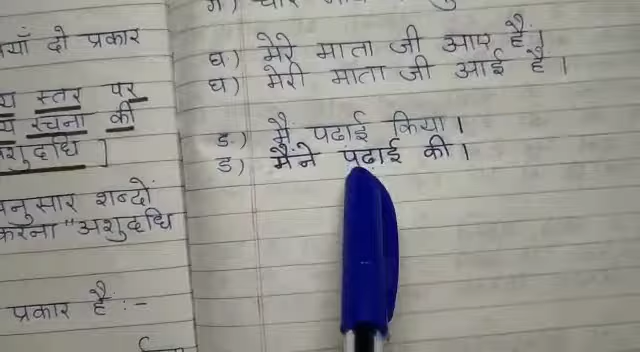 याँ दो प्रकार
स्तर पर
रचना की
शुद्धि ]
नुसार शब्दों
करना "अशुद्धि
प्रकार हैं :-
घ.) मेरे माता जी आए हैं।
घ) मेरी माता जी आई है।
ङ.) मैं पढाई किया।
ङ) मैंने पढ़ाई की।